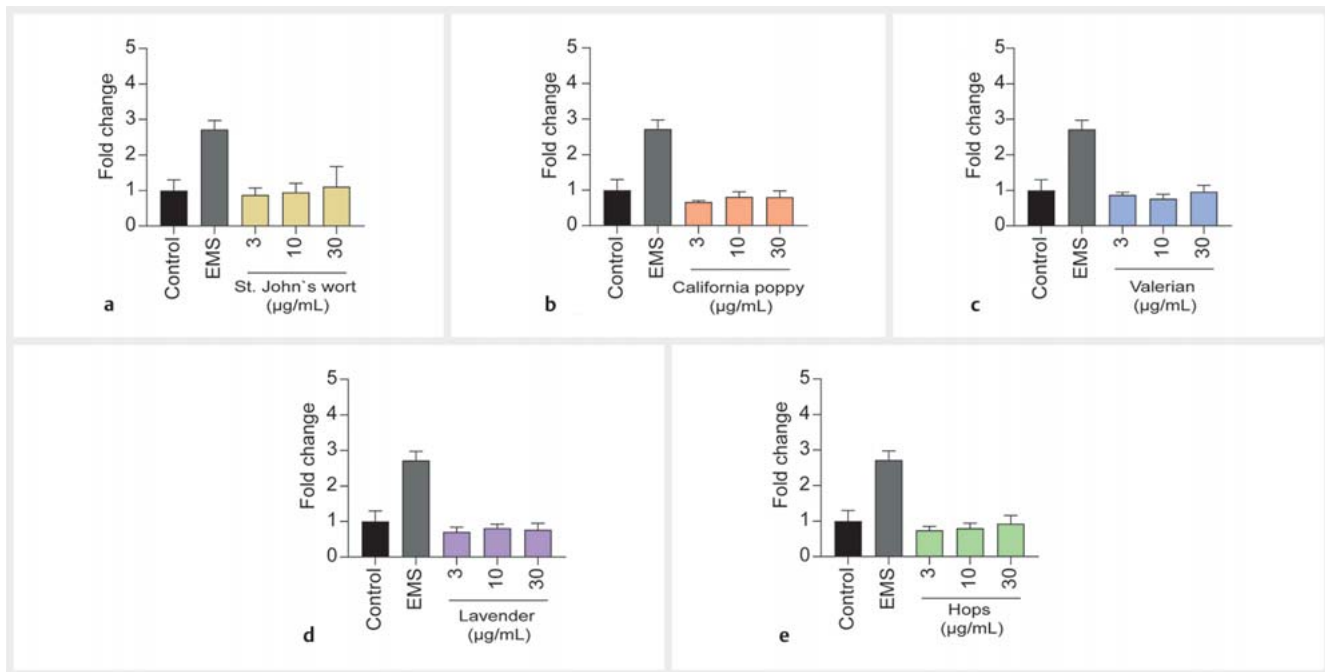 5
4
3
2
1
0
Fold change
Control
EMS
3
10
30
St. John`s wort
(µg/mL)
a
5
4
3
2
1
0
Fold change
Control
EMS
3
10
30
California poppy
(µg/mL)
b
5
4
3
2
1
0
Fold change
Control
EMS
3
10
30
Valerian
(µg/mL)
c
5
4
3
2
1
0
Fold change
Control
EMS
3
10
30
Lavender
(µg/mL)
d
5
4
3
2
1
0
Fold change
Control
EMS
3
10
30
Hops
(µg/mL)
e